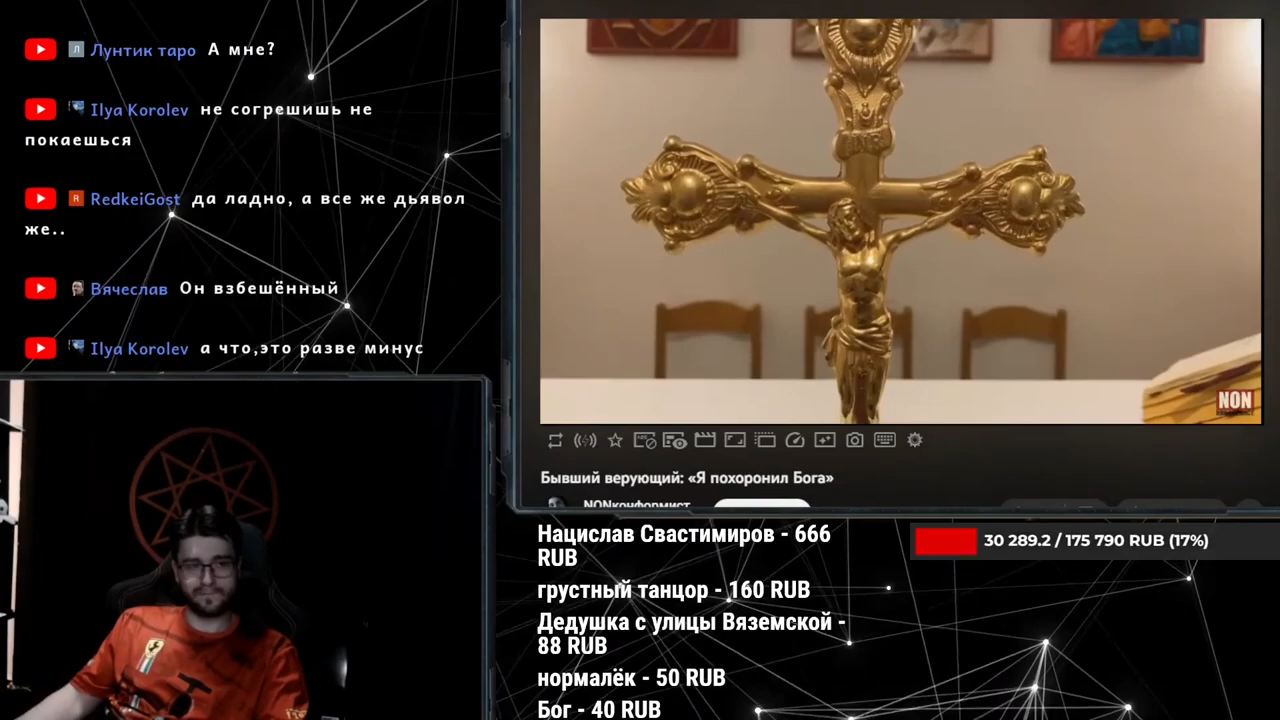 Лунтик таро А мне?
Ilya Korolev не согрешишь не
покаешься
RedkeiGost да ладно, а все же дьявол
же..
Вячеслав Он взбешённый
Ilya Korolev а что,это разве минус
NON
Бывший верующий: «Я похоронил Бога»
NONконформист
Нацислав Свастимиров - 666
RUB
30 289.2 / 175 790 RUB (17%)
грустный танцор - 160 RUB
Дедушка с улицы Вяземской -
88 RUB
нормалёк - 50 RUB
Бог - 40 RUB